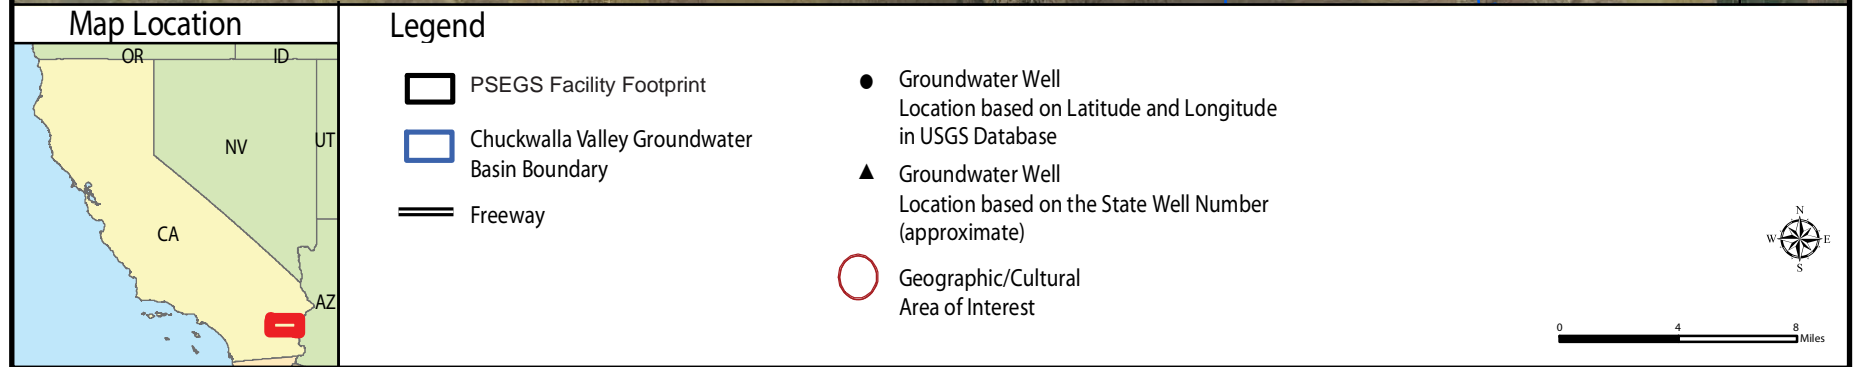 Map Location
OR
ID
NV
UT
CA
AZ
Legend
PSEGS Facility Footprint
Chuckwalla Valley Groundwater
Basin Boundary
Freeway
Groundwater Well
Location based on Latitude and Longitude
in USGS Database
Groundwater Well
Location based on the State Well Number
(approximate)
Geographic/Cultural
Area of Interest
N
W E
S
0 4 8
Miles